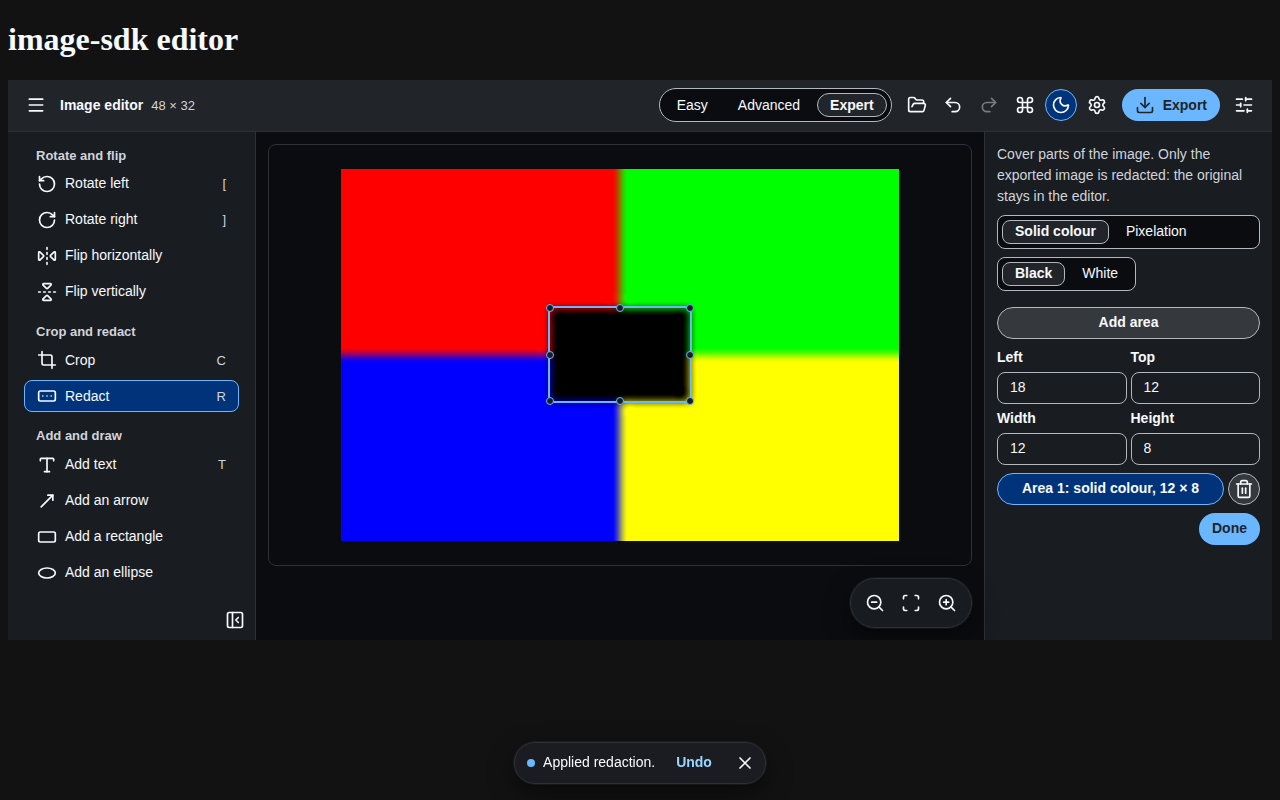 image-sdk editor
Image editor 48 × 32
Easy Advanced Expert
Export
Rotate and flip
Rotate left [
Rotate right ]
Flip horizontally
Flip vertically
Crop and redact
Crop C
Redact R
Add and draw
Add text T
Add an arrow
Add a rectangle
Add an ellipse
Cover parts of the image. Only the
exported image is redacted: the original
stays in the editor.
Solid colour Pixelation
Black White
Add area
Left Top
18 12
Width Height
12 8
Area 1: solid colour, 12 × 8
Done
Applied redaction. Undo